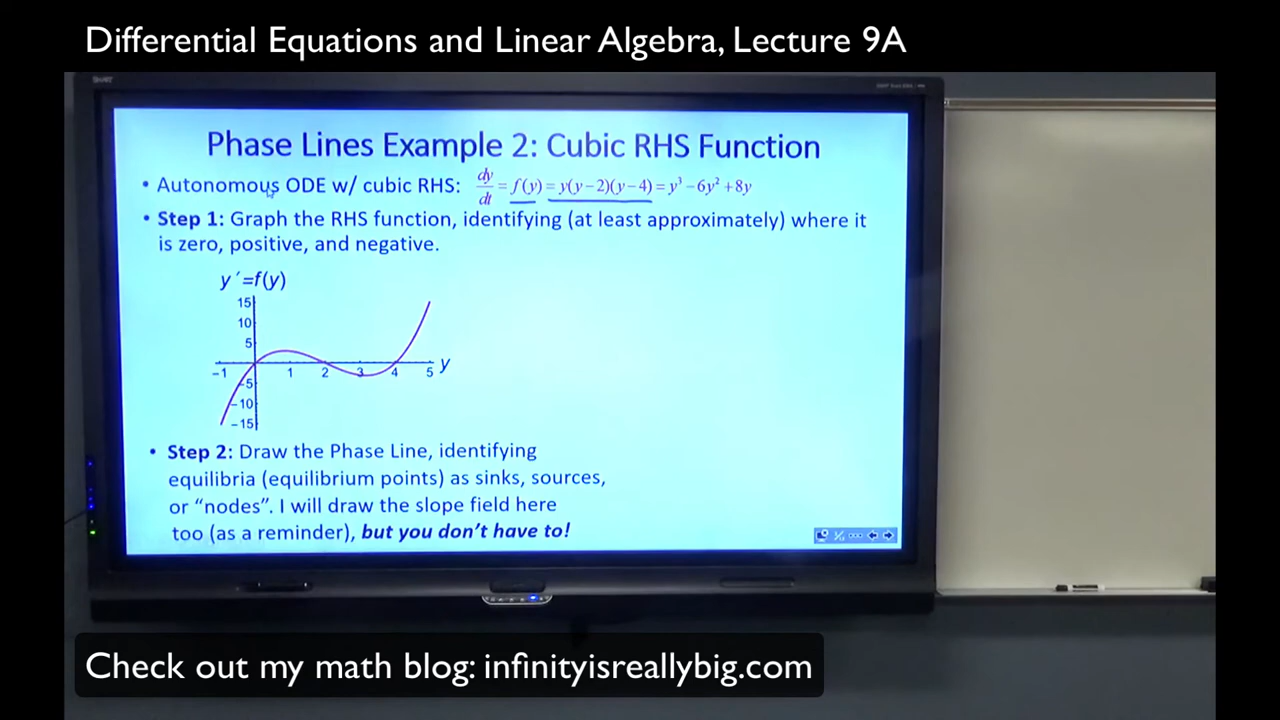 Differential Equations and Linear Algebra, Lecture 9A
SMART
Phase Lines Example 2: Cubic RHS Function
• Autonomous ODE w/ cubic RHS: dy/dt = f(y) = y(y−2)(y−4) = y³ −6y² +8y
• Step 1: Graph the RHS function, identifying (at least approximately) where it
is zero, positive, and negative.
y´=f(y)
15
10
5
−1 1 2 3 4 5 y
−5
−10
−15
• Step 2: Draw the Phase Line, identifying
equilibria (equilibrium points) as sinks, sources,
or “nodes”. I will draw the slope field here
too (as a reminder), but you don’t have to!
Check out my math blog: infinityisreallybig.com